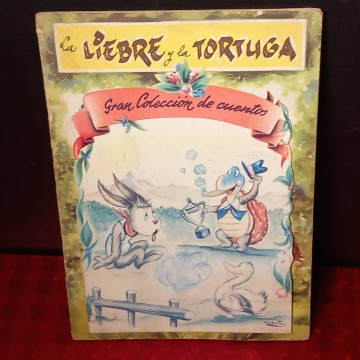 La LiEBRE y la TORTUGA
Gran Colección de cuentos